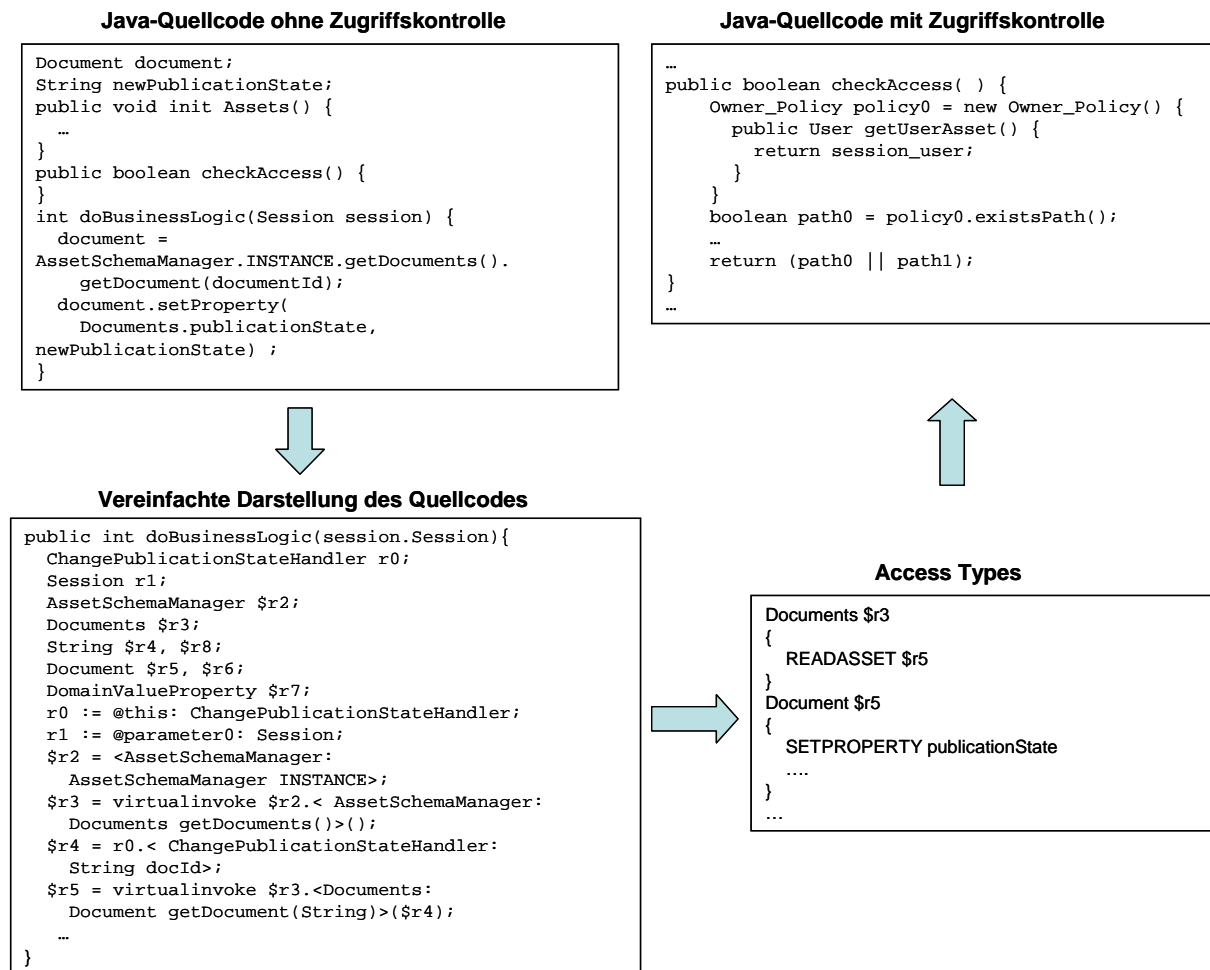 Java-Quellcode ohne Zugriffskontrolle
Document document;
String newPublicationState;
public void init Assets() {
…
}
public boolean checkAccess() {
}
int doBusinessLogic(Session session) {
document =
AssetSchemaManager.INSTANCE.getDocuments().
getDocument(documentId);
document.setProperty(
Documents.publicationState,
newPublicationState) ;
}
Java-Quellcode mit Zugriffskontrolle
…
public boolean checkAccess( ) {
Owner_Policy policy0 = new Owner_Policy() {
public User getUserAsset() {
return session_user;
}
}
boolean path0 = policy0.existsPath();
…
return (path0 || path1);
}
…
Vereinfachte Darstellung des Quellcodes
public int doBusinessLogic(session.Session){
ChangePublicationStateHandler r0;
Session r1;
AssetSchemaManager $r2;
Documents $r3;
String $r4, $r8;
Document $r5, $r6;
DomainValueProperty $r7;
r0 := @this: ChangePublicationStateHandler;
r1 := @parameter0: Session;
$r2 = <AssetSchemaManager:
AssetSchemaManager INSTANCE>;
$r3 = virtualinvoke $r2.< AssetSchemaManager:
Documents getDocuments()>();
$r4 = r0.< ChangePublicationStateHandler:
String docId>;
$r5 = virtualinvoke $r3.<Documents:
Document getDocument(String)>($r4);
…
}
Access Types
Documents $r3
{
READASSET $r5
}
Document $r5
{
SETPROPERTY publicationState
….
}
…